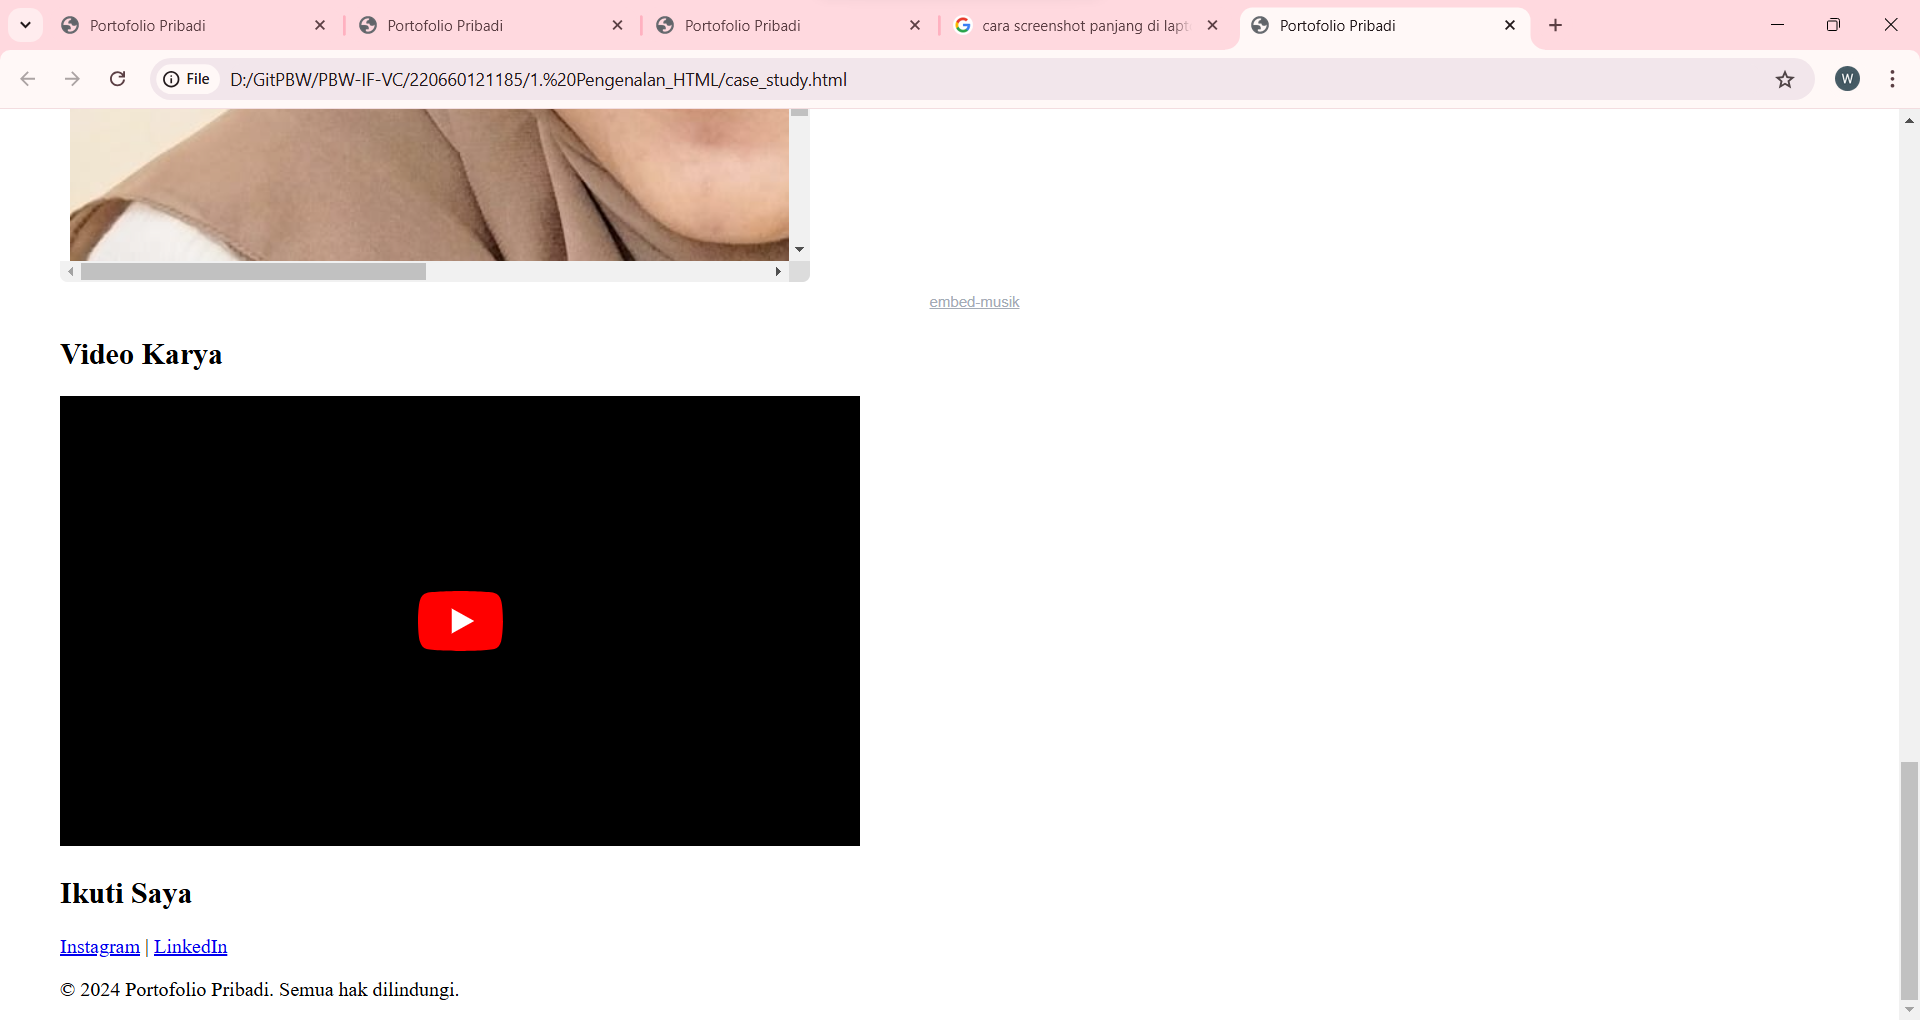 Portofolio Pribadi
Portofolio Pribadi
Portofolio Pribadi
cara screenshot panjang di lapt
Portofolio Pribadi
File
D:/GitPBW/PBW-IF-VC/220660121185/1.%20Pengenalan_HTML/case_study.html
W
embed-musik
Video Karya
Ikuti Saya
Instagram | LinkedIn
© 2024 Portofolio Pribadi. Semua hak dilindungi.